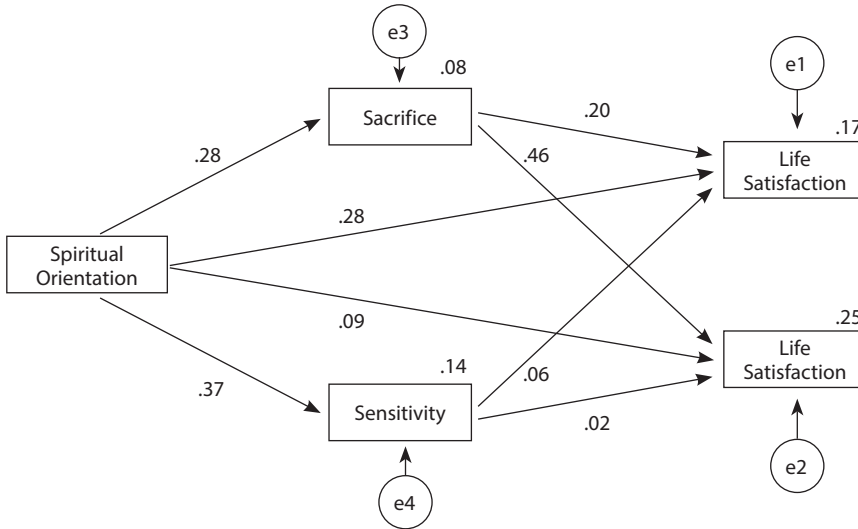 e3
.08
e1
Sacrifice
.20
.17
.28
.46
Life
Satisfaction
.28
Spiritual
Orientation
.09
.25
Life
Satisfaction
.14
.06
.37
Sensitivity
.02
e2
e4